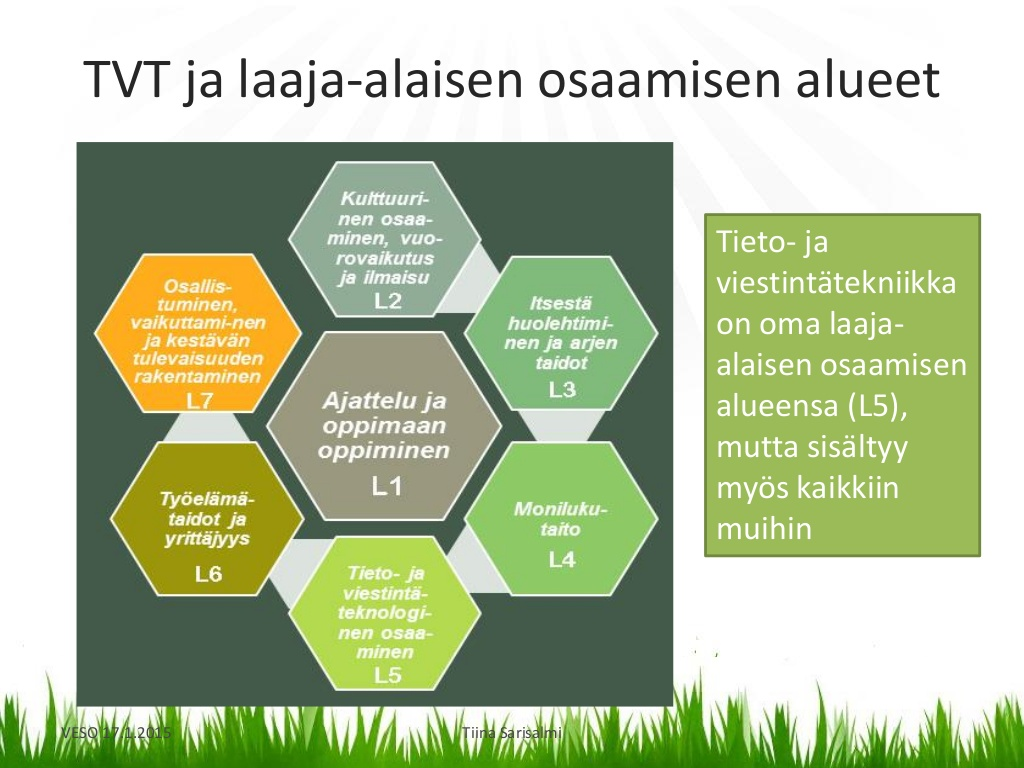 TVT ja laaja-alaisen osaamisen alueet
Kulttuuri-
nen osaa-
minen, vuo-
rovaikutus
ja ilmaisu
L2
Itsestä
huolehtimi-
nen ja arjen
taidot
L3
Moniluku-
taito
L4
Tieto- ja
viestintä-
teknologi-
nen osaa-
minen
L5
Työelämä-
taidot ja
yrittäjyys
L6
Osallis-
tuminen,
vaikuttami-nen
ja kestävän
tulevaisuuden
rakentaminen
L7
Ajattelu ja
oppimaan
oppiminen
L1
Tieto- ja
viestintätekniikka
on oma laaja-
alaisen osaamisen
alueensa (L5),
mutta sisältyy
myös kaikkiin
muihin
VESO 17.1.2015
Tiina Sarisalmi